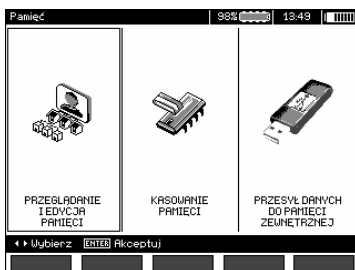 Pamięć 98% 13:49
PRZEGLĄDANIE
I EDYCJA
PAMIĘCI
KASOWANIE
PAMIĘCI
PRZESYŁ DANYCH
DO PAMIĘCI
ZEWNĘTRZNEJ
Wybierz ENTER Akceptuj